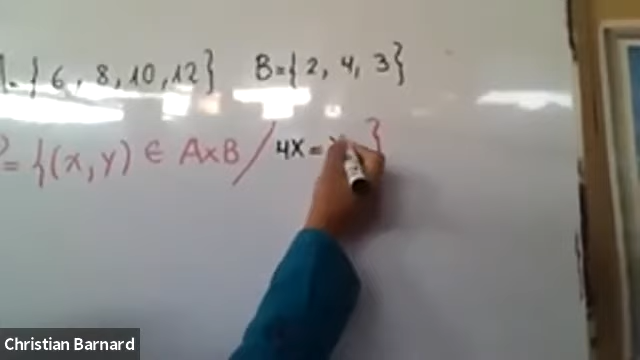 { 6, 8, 10, 12} B={2, 4, 3}
= {(x, y) ∈ AxB / 4x= }
Christian Barnard